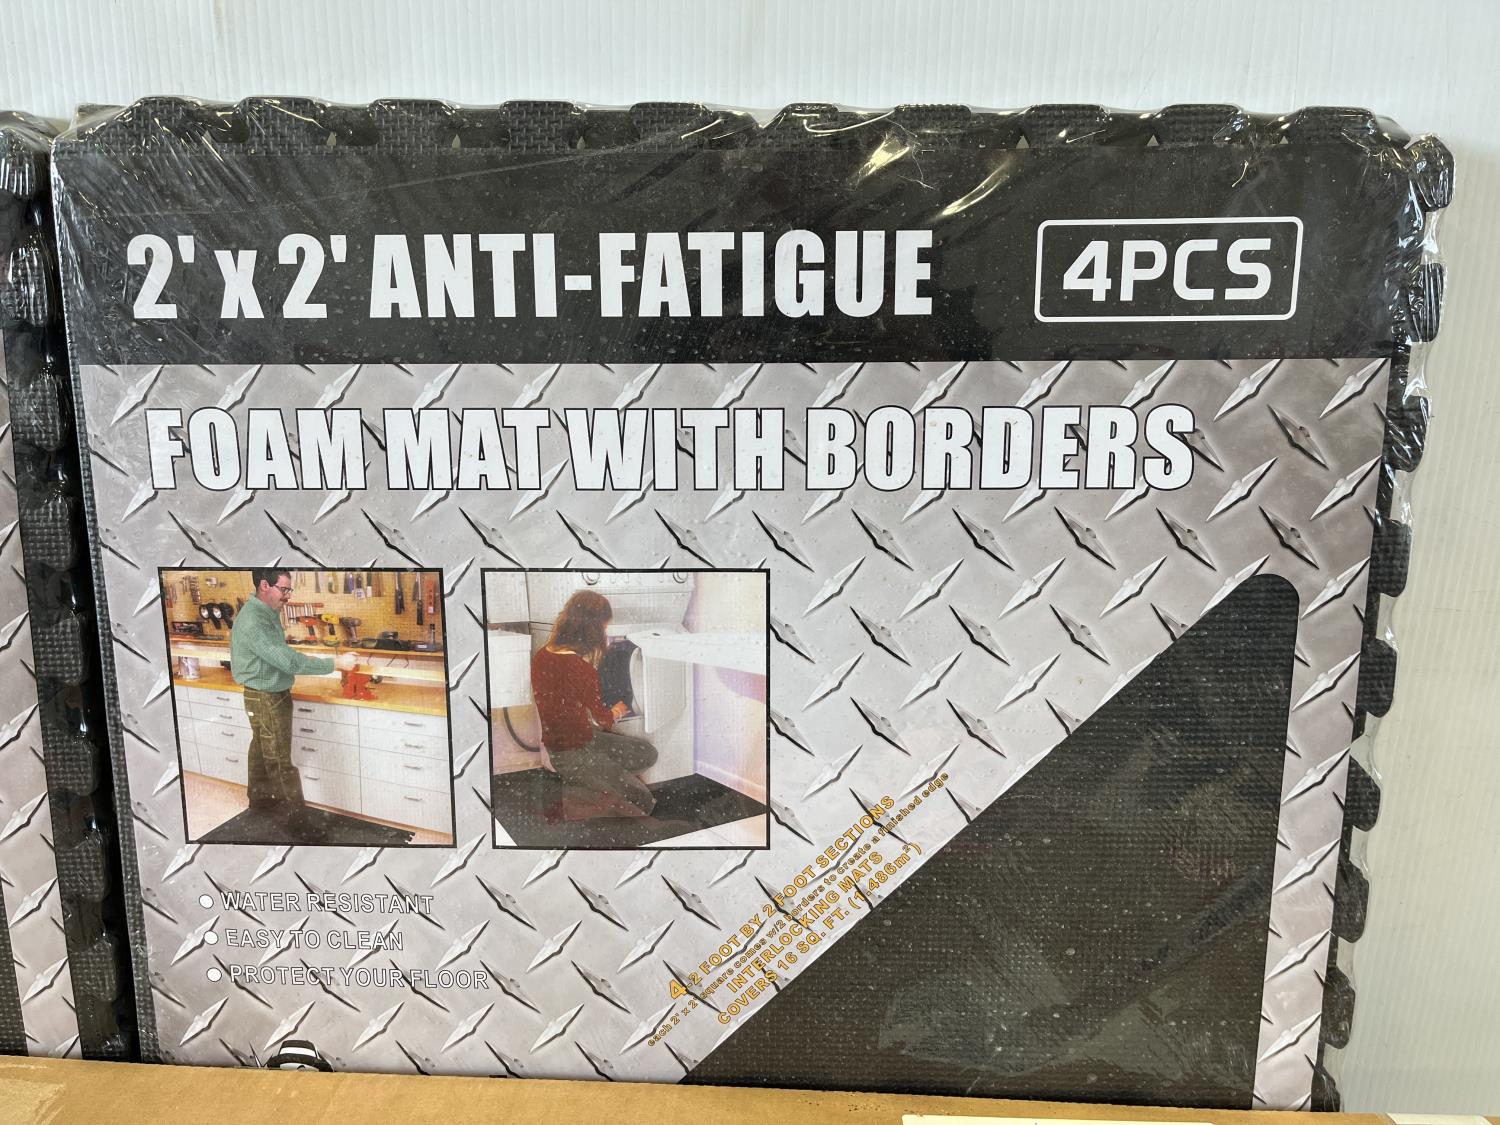 2' x 2' ANTI-FATIGUE
4PCS
FOAM MAT WITH BORDERS
WATER RESISTANT
EASY TO CLEAN
PROTECT YOUR FLOOR
4-2 FOOT BY 2 FOOT SECTIONS
each 2' x 2' square comes w/2 borders to create a finished edge
INTERLOCKING MATS
COVERS 16 SQ. FT. (1.486m²)